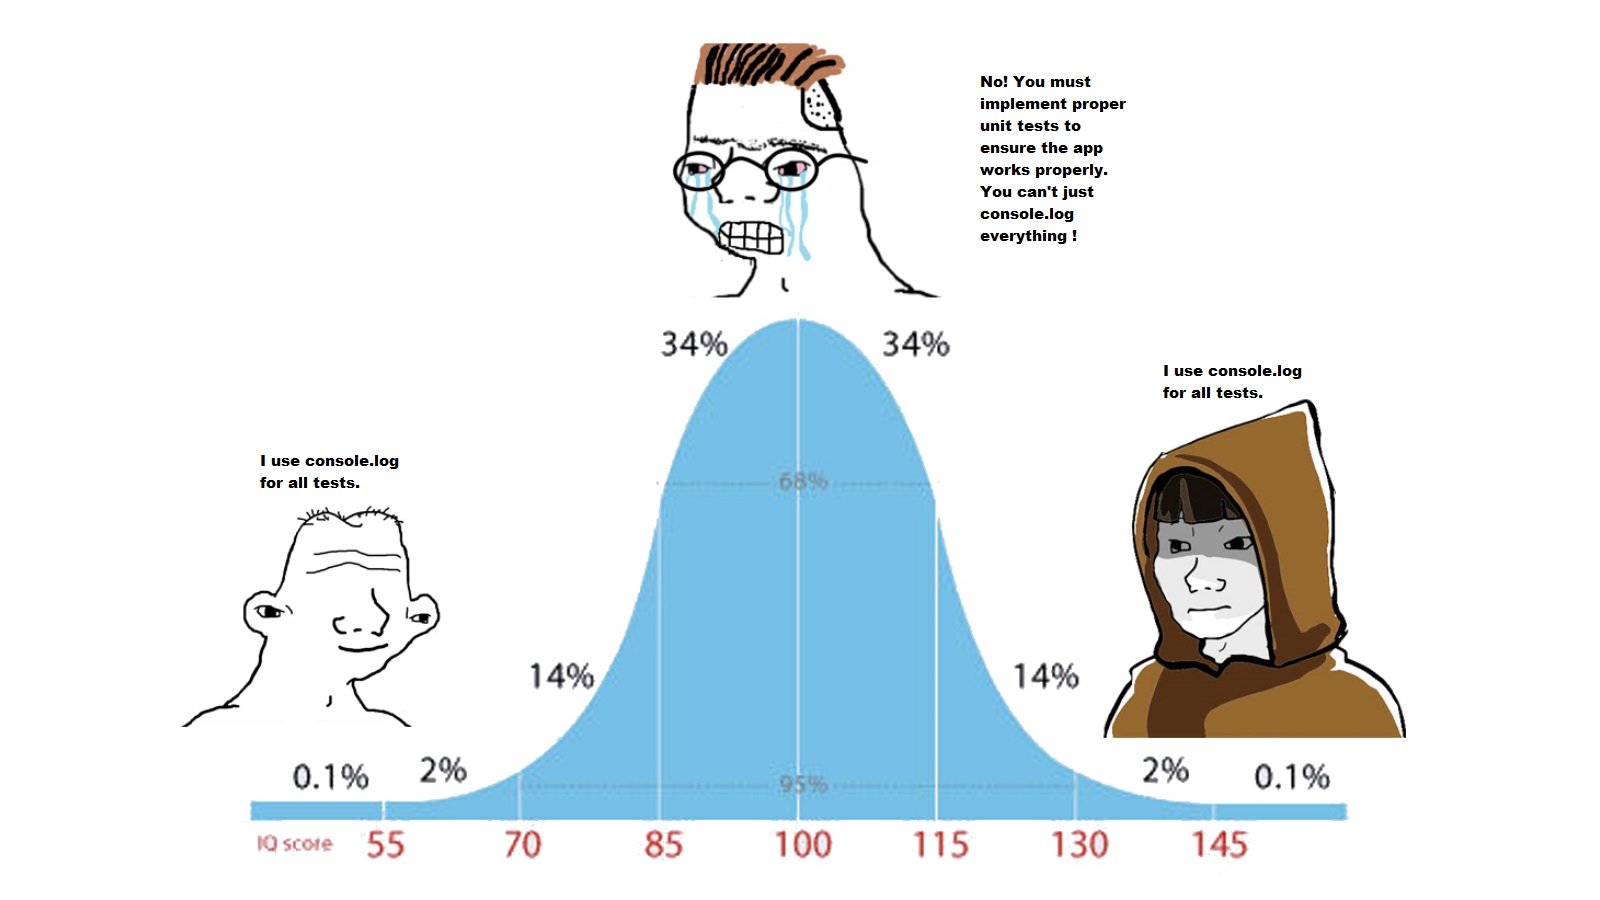 No! You must
implement proper
unit tests to
ensure the app
works properly.
You can't just
console.log
everything !
34%
34%
I use console.log
for all tests.
I use console.log
for all tests.
68%
14%
14%
0.1%
2%
95%
2%
0.1%
IQ score 55 70 85 100 115 130 145